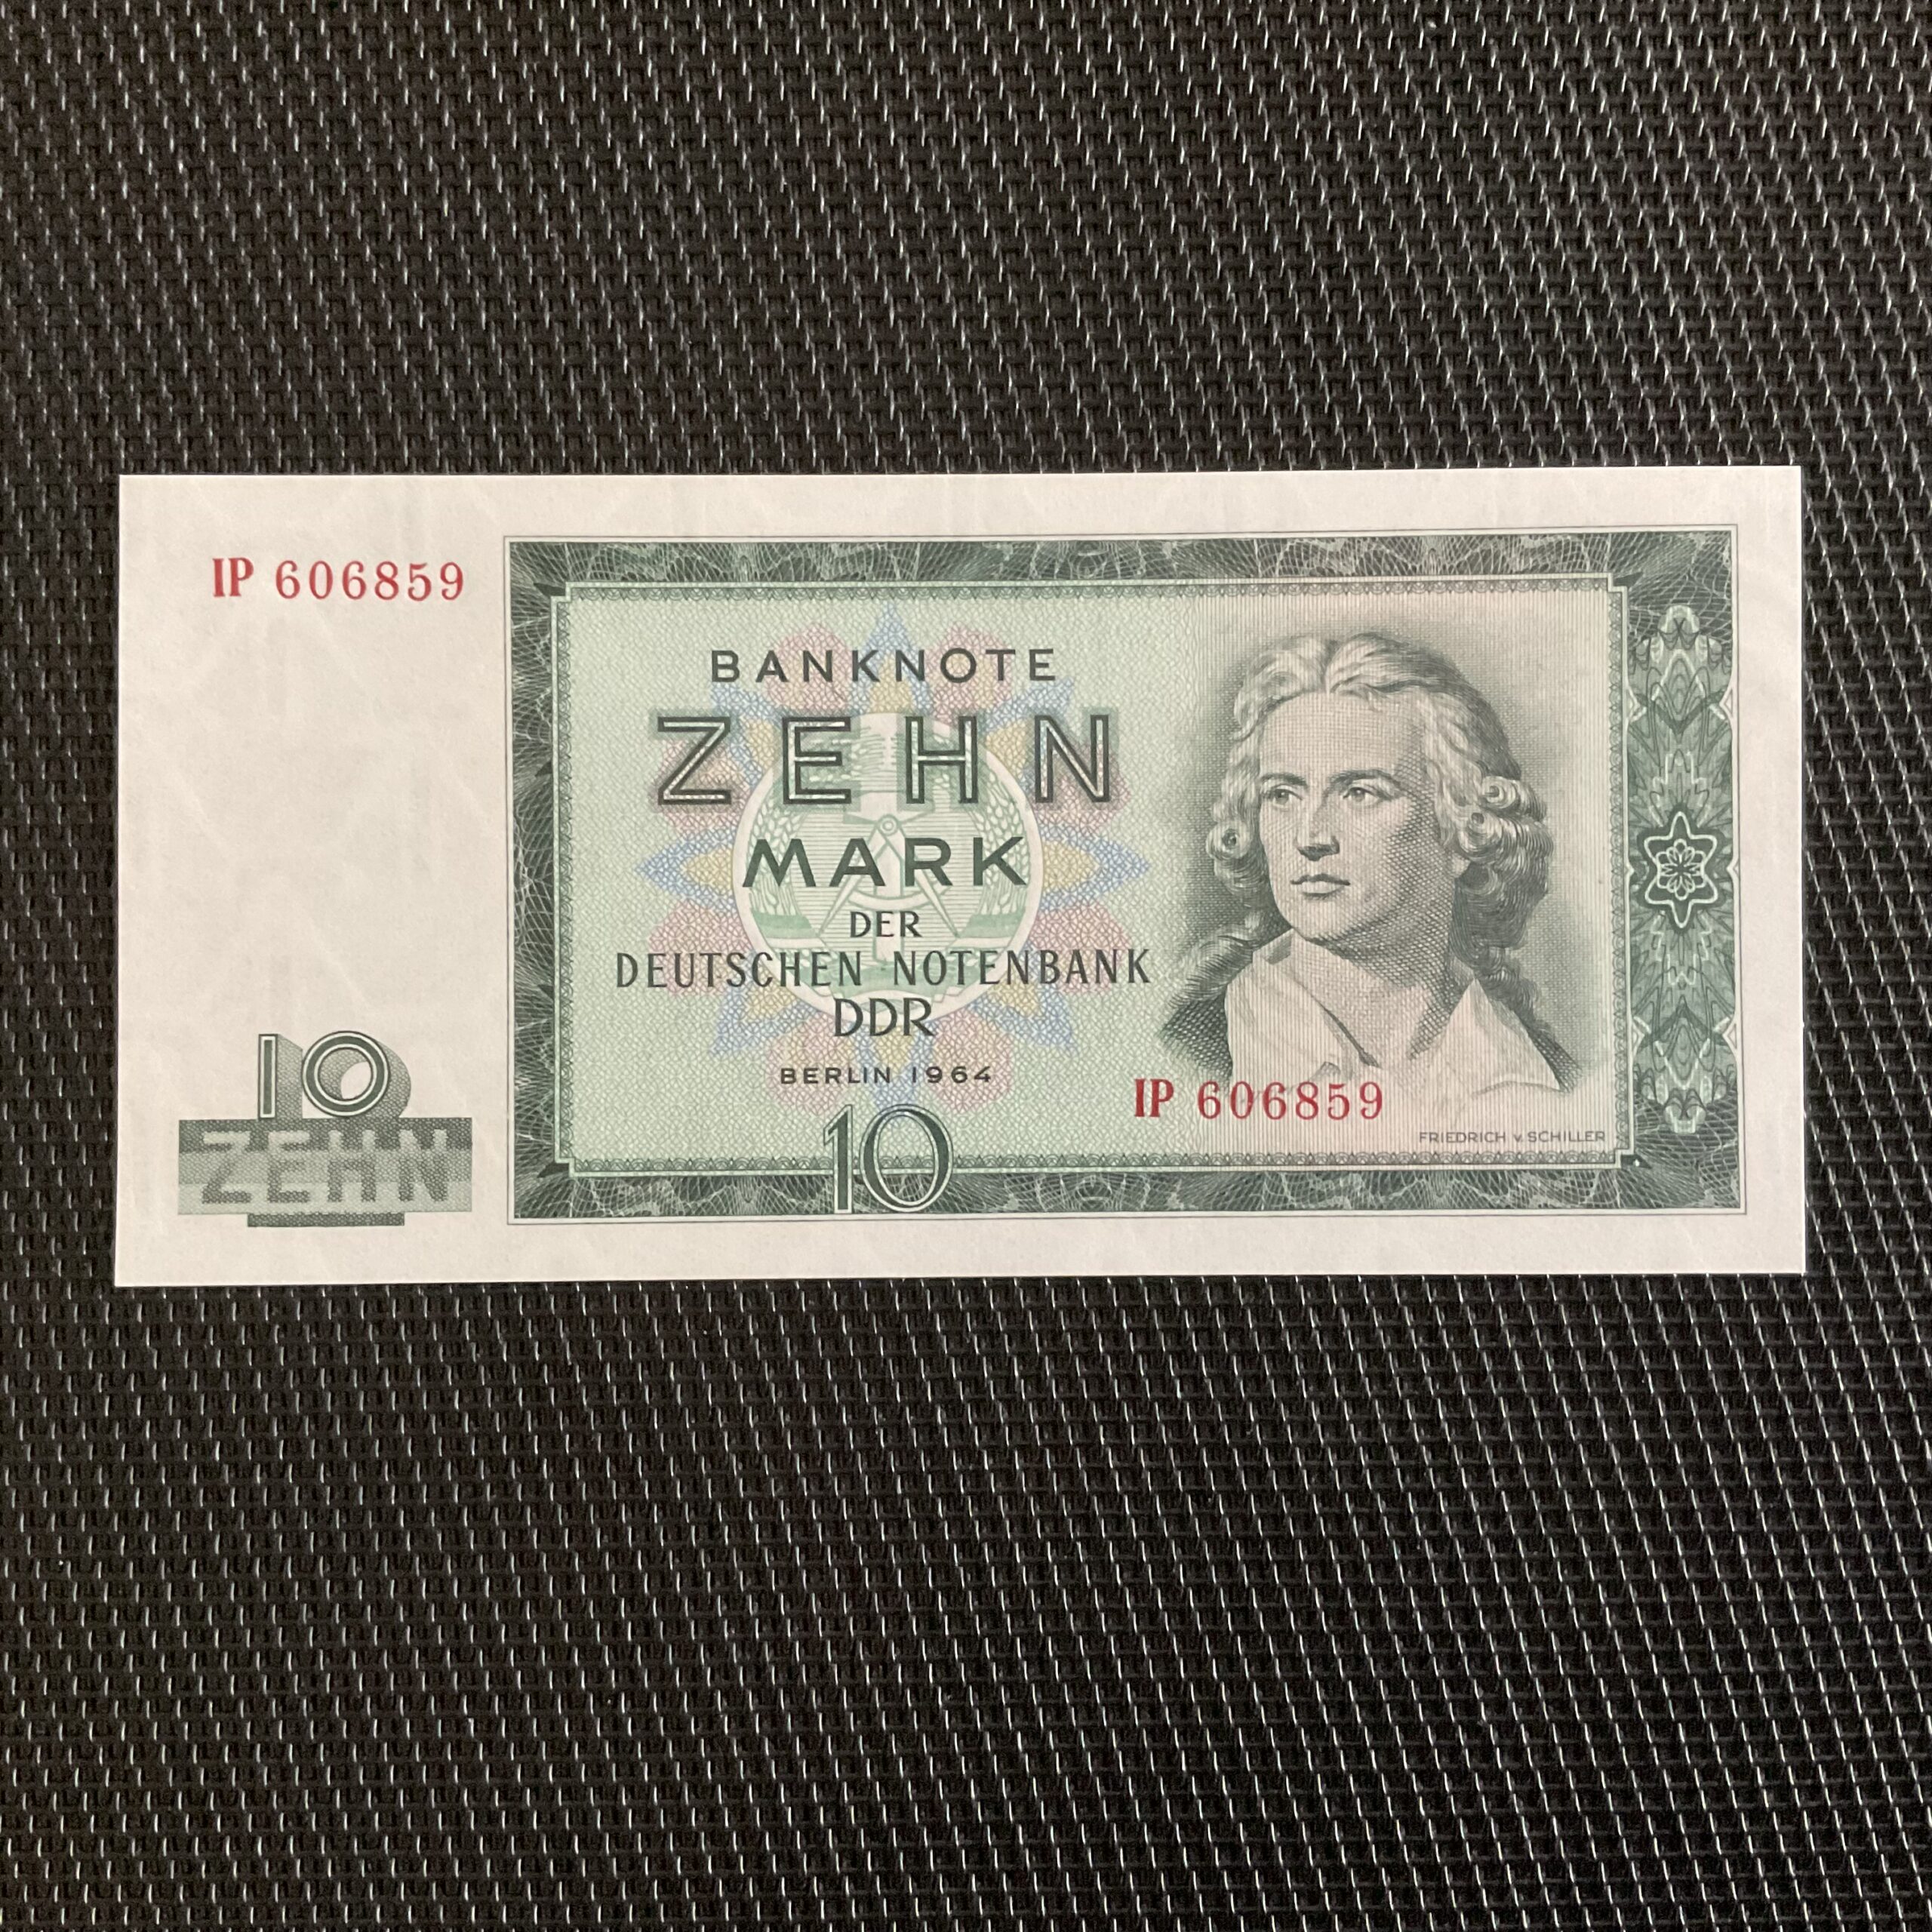 IP 606859
BANKNOTE
ZEHN
MARK
DER
DEUTSCHEN NOTENBANK
DDR
BERLIN 1964
10
ZEHN
10
IP 606859
FRIEDRICH v. SCHILLER